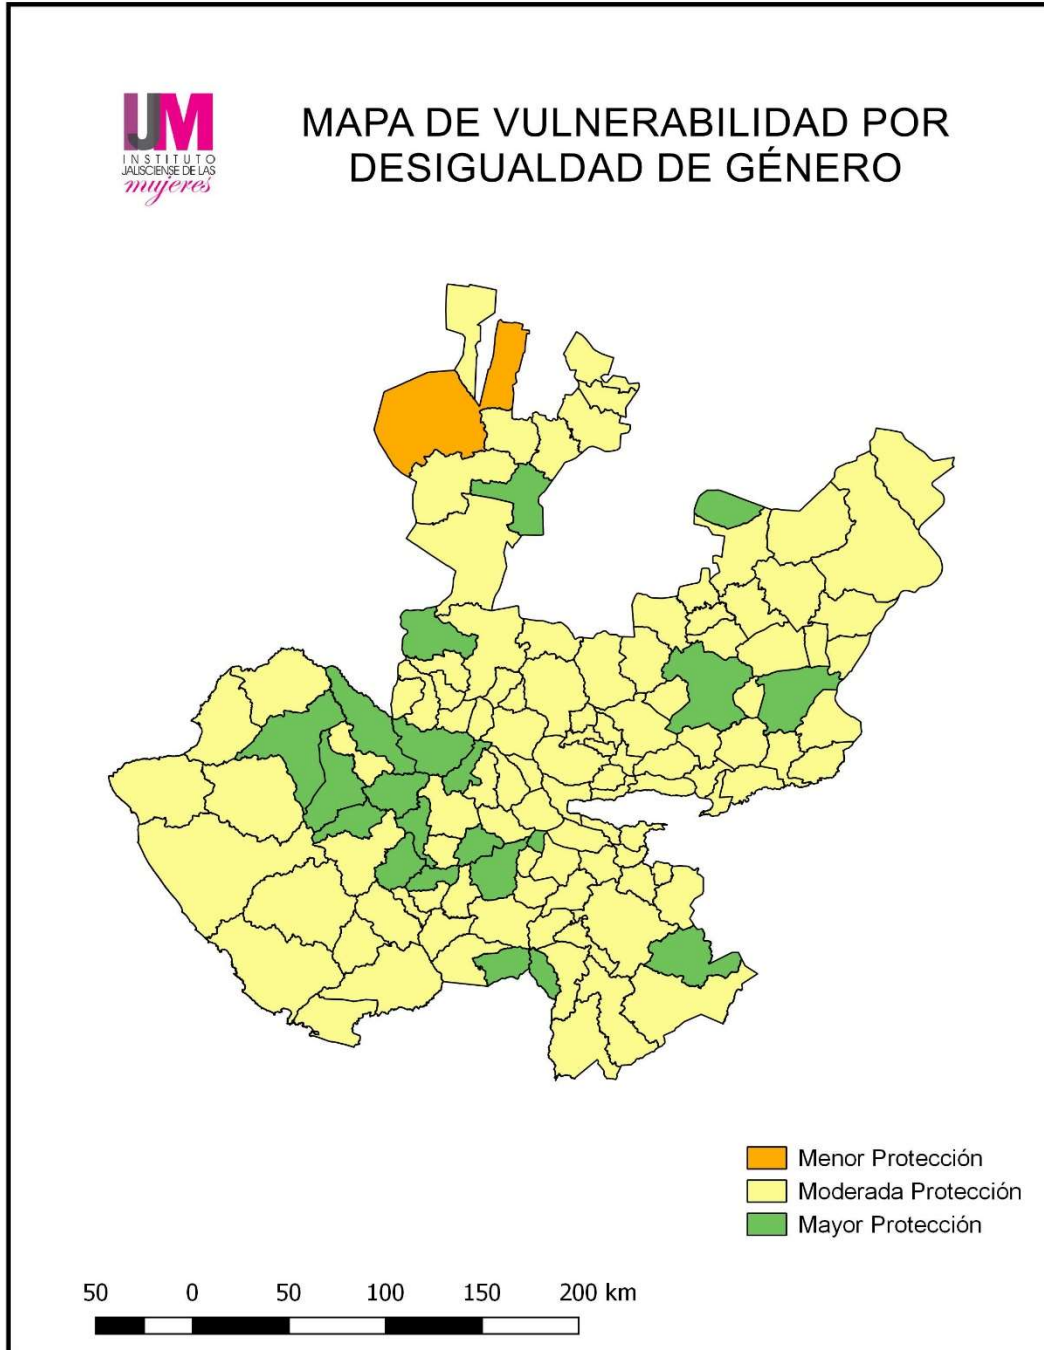 IJM
INSTITUTO
JALISCIENSE DE LAS
mujeres
MAPA DE VULNERABILIDAD POR
DESIGUALDAD DE GÉNERO
Menor Protección
Moderada Protección
Mayor Protección
50 0 50 100 150 200 km